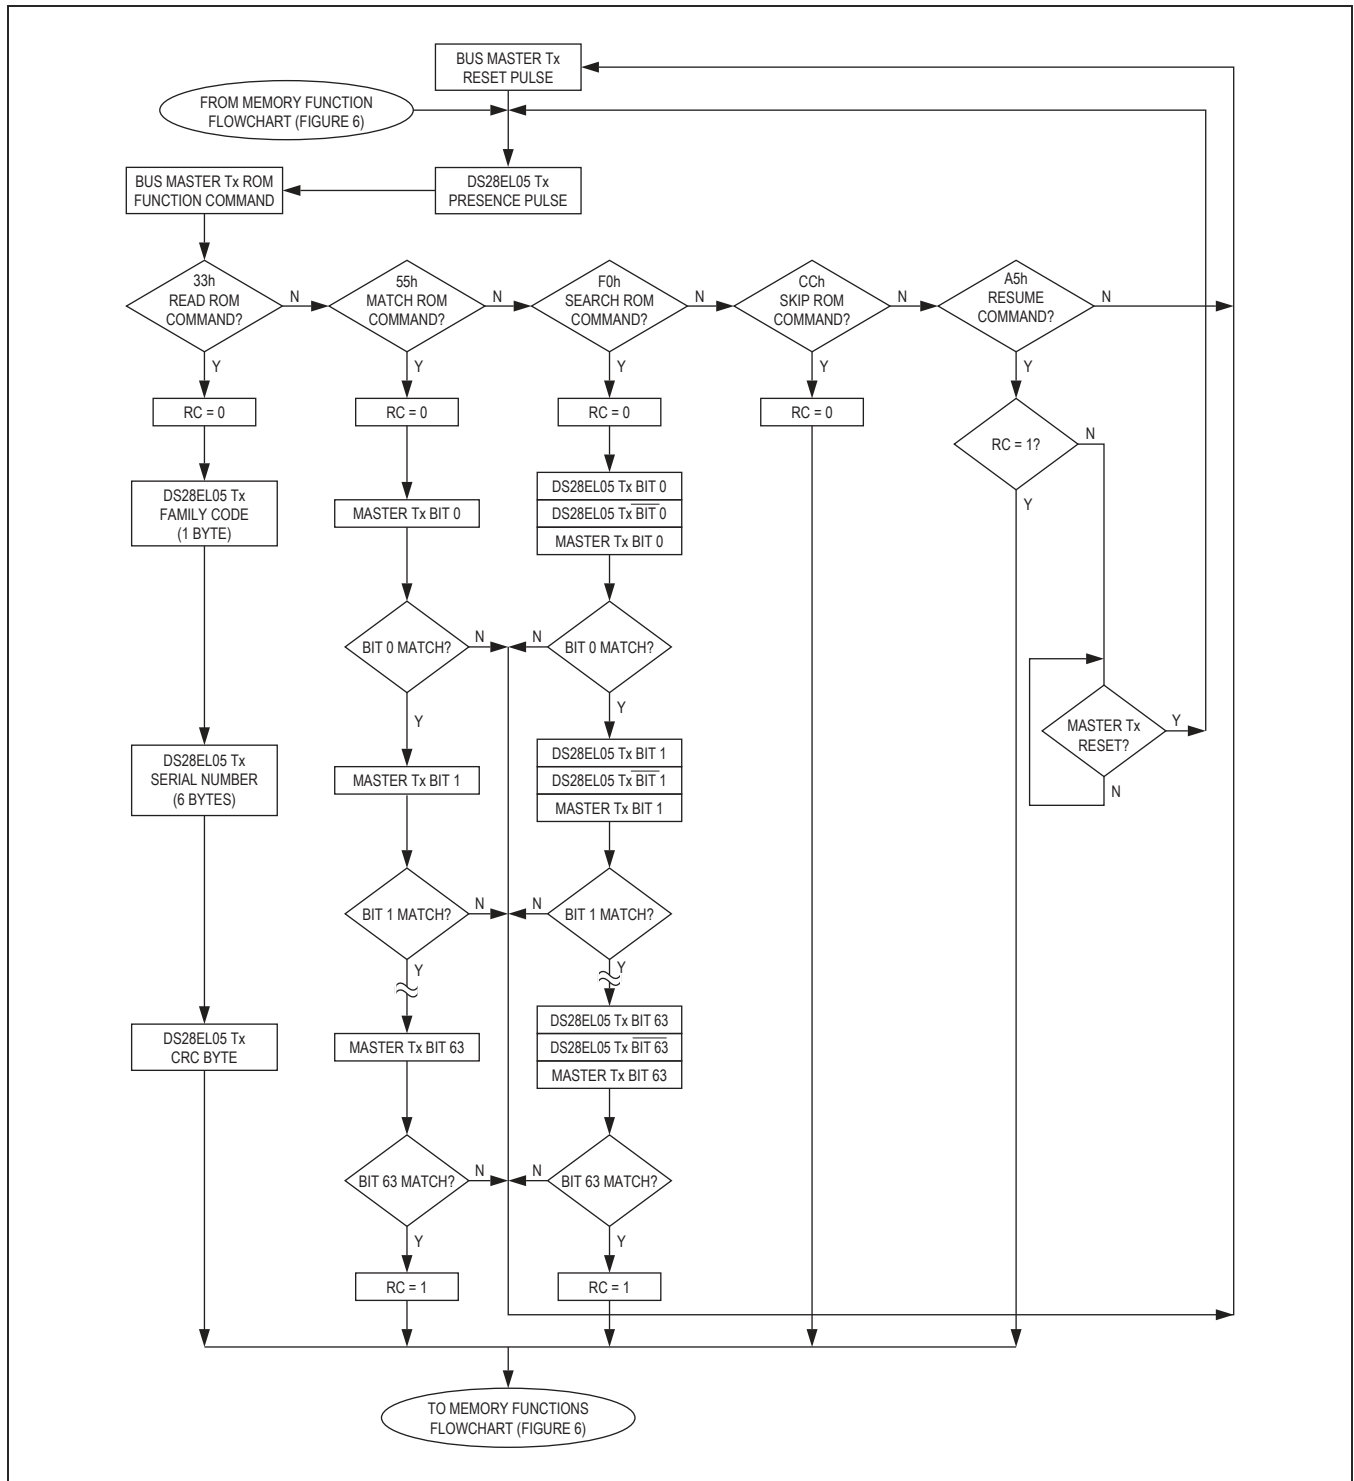 BUS MASTER Tx
RESET PULSE
FROM MEMORY FUNCTION
FLOWCHART (FIGURE 6)
BUS MASTER Tx ROM
FUNCTION COMMAND
DS28EL05 Tx
PRESENCE PULSE
33h
READ ROM
COMMAND?
N
55h
MATCH ROM
COMMAND?
N
F0h
SEARCH ROM
COMMAND?
N
CCh
SKIP ROM
COMMAND?
N
A5h
RESUME
COMMAND?
N
Y
Y
Y
Y
Y
RC = 0
RC = 0
RC = 0
RC = 0
RC = 1?
N
Y
DS28EL05 Tx
FAMILY CODE
(1 BYTE)
MASTER Tx BIT 0
DS28EL05 Tx BIT 0
DS28EL05 Tx B̅I̅T̅ 0
MASTER Tx BIT 0
BIT 0 MATCH?
N
N
BIT 0 MATCH?
Y
Y
MASTER Tx
RESET?
Y
N
DS28EL05 Tx
SERIAL NUMBER
(6 BYTES)
MASTER Tx BIT 1
DS28EL05 Tx BIT 1
DS28EL05 Tx B̅I̅T̅ 1
MASTER Tx BIT 1
BIT 1 MATCH?
N
N
BIT 1 MATCH?
Y
Y
DS28EL05 Tx
CRC BYTE
MASTER Tx BIT 63
DS28EL05 Tx BIT 63
DS28EL05 Tx B̅I̅T̅ 6̅3̅
MASTER Tx BIT 63
BIT 63 MATCH?
N
N
BIT 63 MATCH?
Y
Y
RC = 1
RC = 1
TO MEMORY FUNCTIONS
FLOWCHART (FIGURE 6)